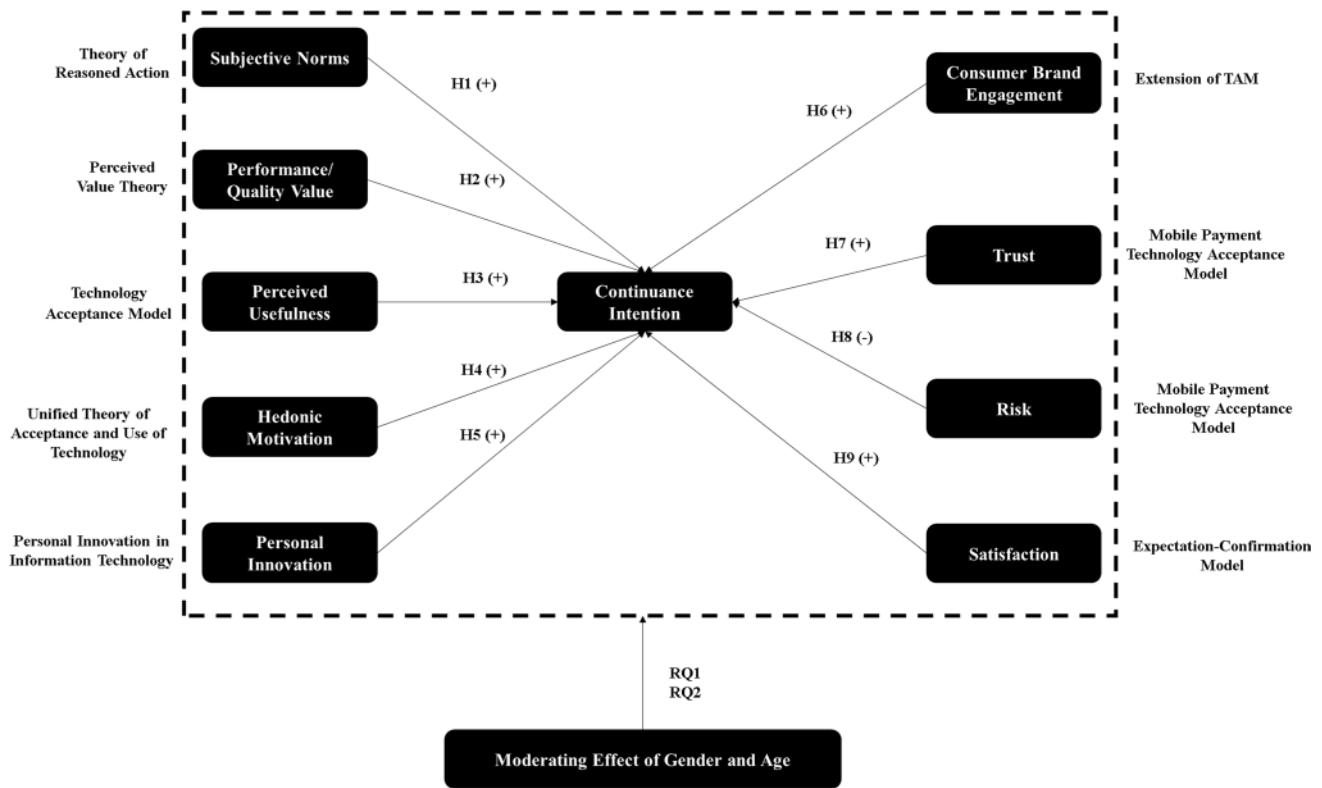 Theory of
Reasoned Action
Subjective Norms
H1 (+)
Perceived
Value Theory
Performance/
Quality Value
H2 (+)
Technology
Acceptance Model
Perceived
Usefulness
H3 (+)
Unified Theory of
Acceptance and Use of
Technology
Hedonic
Motivation
H4 (+)
Personal Innovation in
Information Technology
Personal
Innovation
H5 (+)
Continuance
Intention
H6 (+)
Consumer Brand
Engagement
Extension of TAM
H7 (+)
Trust
Mobile Payment
Technology Acceptance
Model
H8 (-)
Risk
Mobile Payment
Technology Acceptance
Model
H9 (+)
Satisfaction
Expectation-Confirmation
Model
RQ1
RQ2
Moderating Effect of Gender and Age